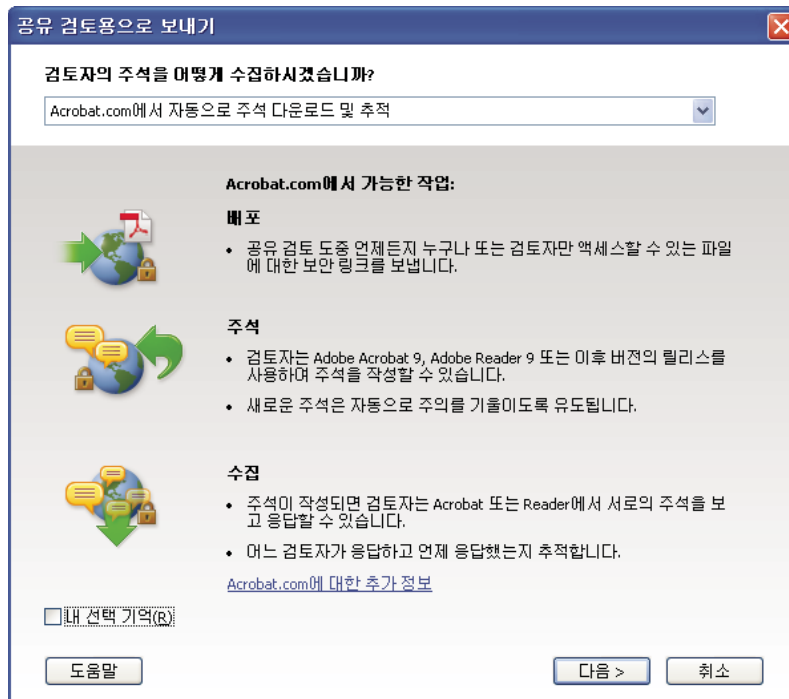 공유 검토용으로 보내기
검토자의 주석을 어떻게 수집하시겠습니까?
Acrobat.com에서 자동으로 주석 다운로드 및 추적
Acrobat.com에서 가능한 작업:
배포
• 공유 검토 도중 언제든지 누구나 또는 검토자만 액세스할 수 있는 파일
에 대한 보안 링크를 보냅니다.
주석
• 검토자는 Adobe Acrobat 9, Adobe Reader 9 또는 이후 버전의 릴리스를
사용하여 주석을 작성할 수 있습니다.
• 새로운 주석은 자동으로 주의를 기울이도록 유도됩니다.
수집
• 주석이 작성되면 검토자는 Acrobat 또는 Reader에서 서로의 주석을 보
고 응답할 수 있습니다.
• 어느 검토자가 응답하고 언제 응답했는지 추적합니다.
Acrobat.com에 대한 추가 정보
내 선택 기억(R)
도움말
다음 >
취소